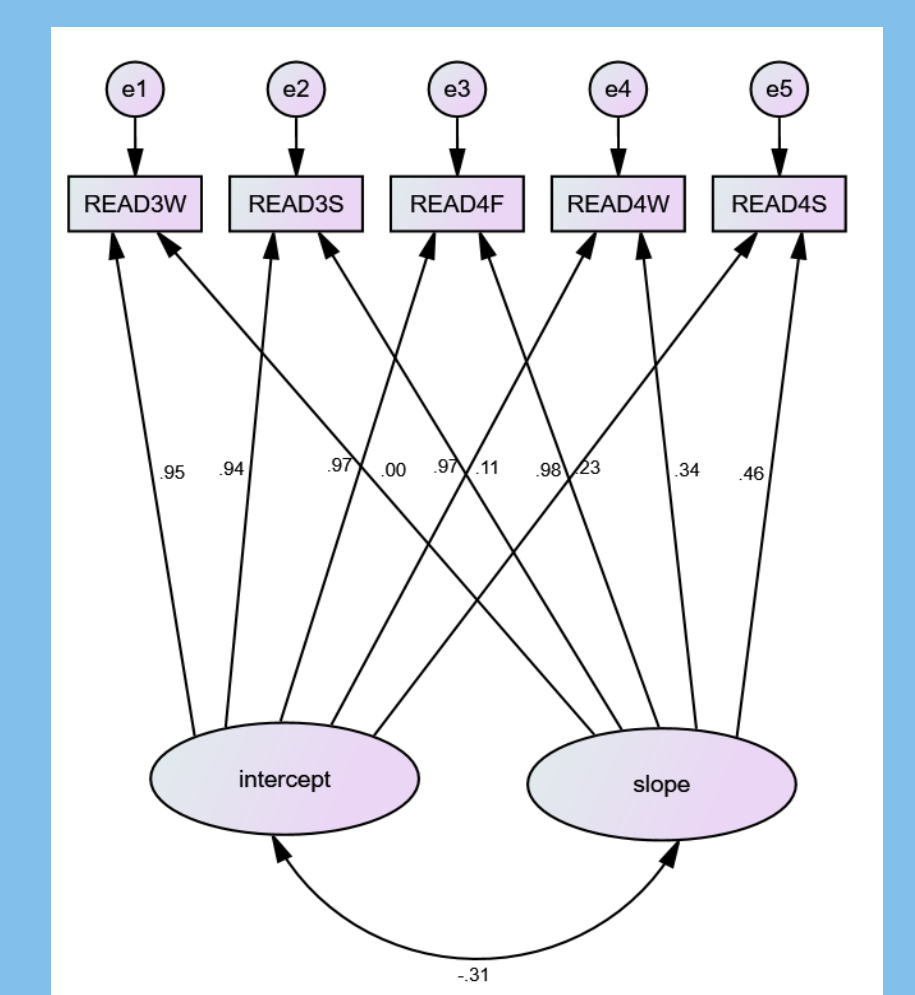 e1 e2 e3 e4 e5
READ3W READ3S READ4F READ4W READ4S
.95 .94 .97 .00 .97 .11 .98 .23 .34 .46
intercept slope
-.31